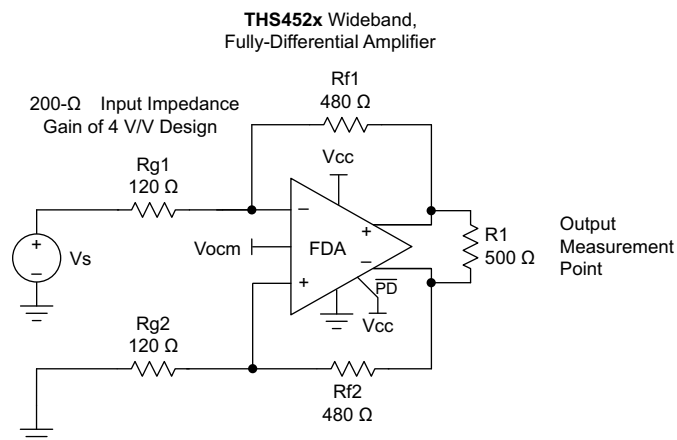 THS452x Wideband,
Fully-Differential Amplifier
200-Ω Input Impedance
Gain of 4 V/V Design
Rf1
480 Ω
Rg1
120 Ω
Vcc
Vs
+
−
Vocm
−
+
FDA
+
−
PD
Vcc
R1
500 Ω
Output
Measurement
Point
Rg2
120 Ω
Rf2
480 Ω